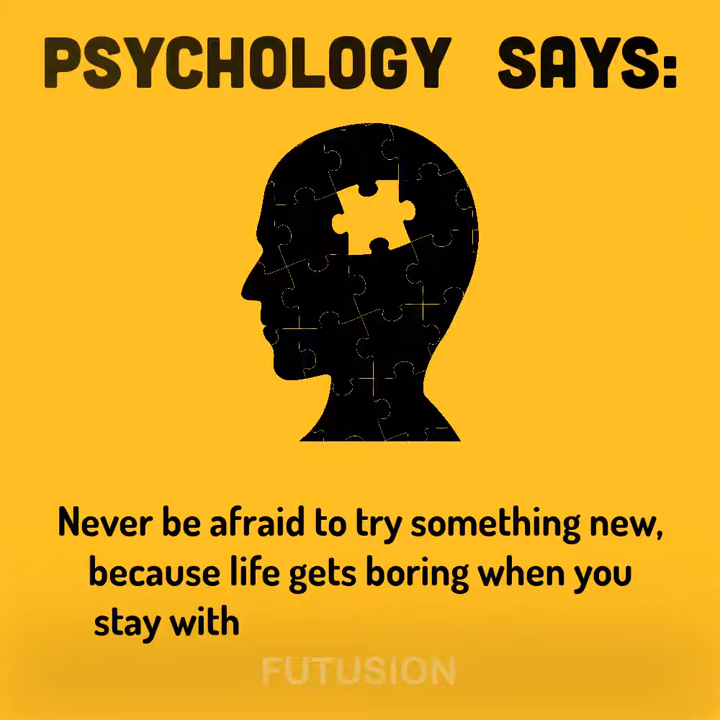 PSYCHOLOGY SAYS:
Never be afraid to try something new,
because life gets boring when you
stay with
FUTUSION